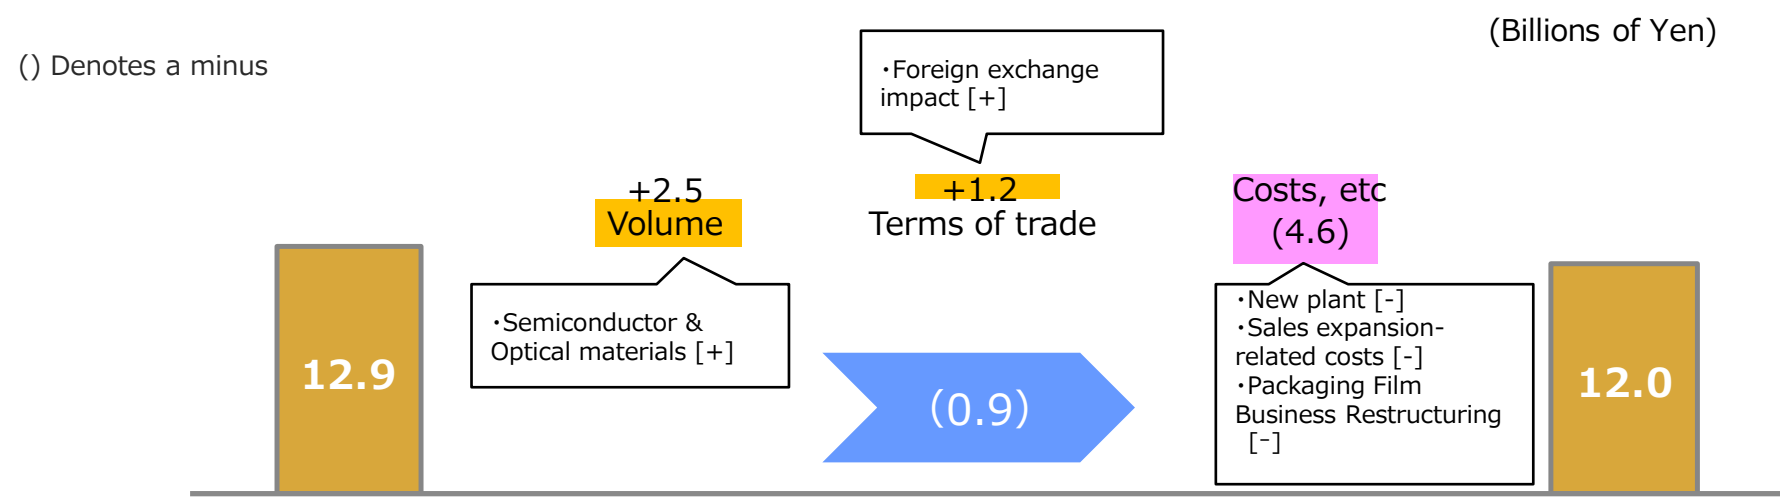 (Billions of Yen)
() Denotes a minus
・Foreign exchange
impact [+]
+2.5
Volume
+1.2
Terms of trade
Costs, etc
(4.6)
・Semiconductor &
Optical materials [+]
・New plant [-]
・Sales expansion-
related costs [-]
・Packaging Film
Business Restructuring
[-]
12.9
(0.9)
12.0